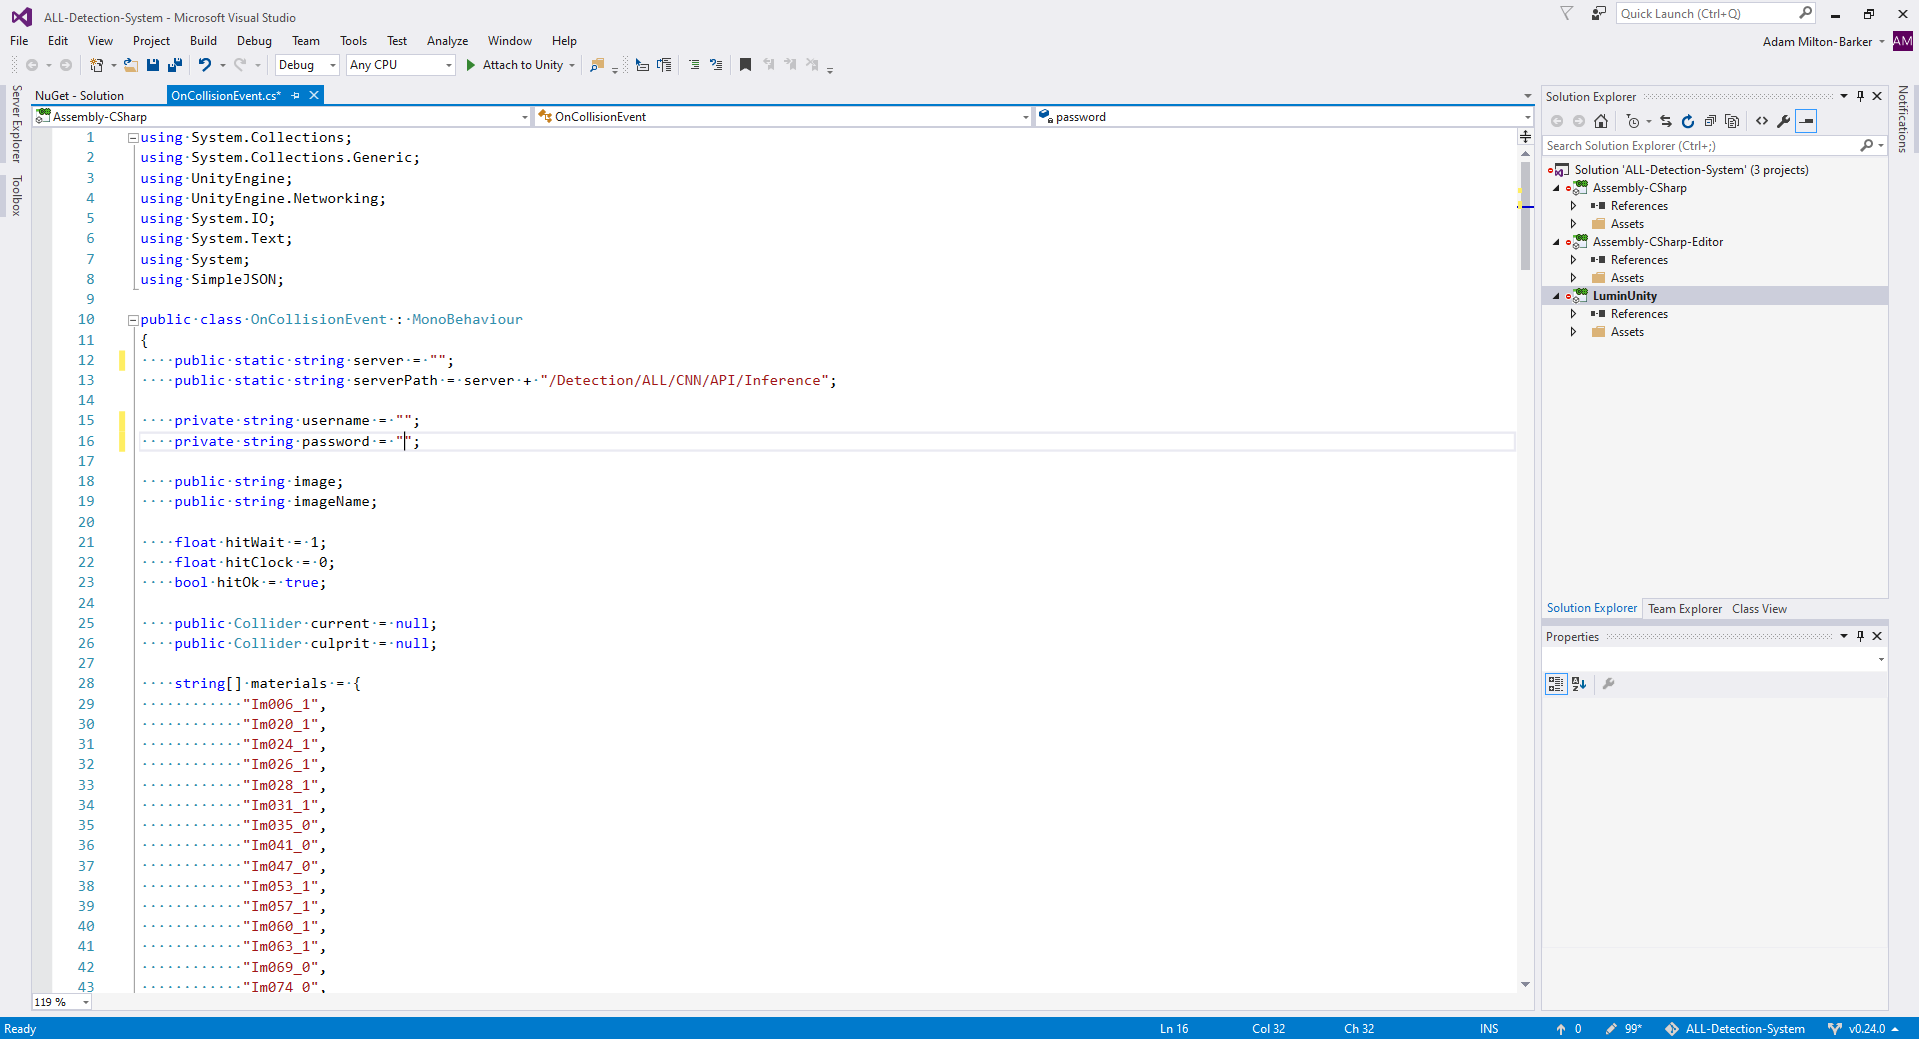 ALL-Detection-System - Microsoft Visual Studio
Quick Launch (Ctrl+Q)
File Edit View Project Build Debug Team Tools Test Analyze Window Help
Adam Milton-Barker AM
Debug Any CPU Attach to Unity
Server Explorer
Toolbox
Notifications
NuGet - Solution OnCollisionEvent.cs*
Assembly-CSharp OnCollisionEvent password
1 using System.Collections;
2 using System.Collections.Generic;
3 using UnityEngine;
4 using UnityEngine.Networking;
5 using System.IO;
6 using System.Text;
7 using System;
8 using SimpleJSON;
9
10 public class OnCollisionEvent : MonoBehaviour
11 {
12 public static string server = "";
13 public static string serverPath = server + "/Detection/ALL/CNN/API/Inference";
14
15 private string username = "";
16 private string password = "";
17
18 public string image;
19 public string imageName;
20
21 float hitWait = 1;
22 float hitClock = 0;
23 bool hitOk = true;
24
25 public Collider current = null;
26 public Collider culprit = null;
27
28 string[] materials = {
29 "Im006_1",
30 "Im020_1",
31 "Im024_1",
32 "Im026_1",
33 "Im028_1",
34 "Im031_1",
35 "Im035_0",
36 "Im041_0",
37 "Im047_0",
38 "Im053_1",
39 "Im057_1",
40 "Im060_1",
41 "Im063_1",
42 "Im069_0",
43 "Im074_0",
119 %
Solution Explorer
Search Solution Explorer (Ctrl+;)
Solution 'ALL-Detection-System' (3 projects)
Assembly-CSharp
References
Assets
Assembly-CSharp-Editor
References
Assets
LuminUnity
References
Assets
Solution Explorer Team Explorer Class View
Properties
Ready Ln 16 Col 32 Ch 32 INS 0 99* ALL-Detection-System v0.24.0